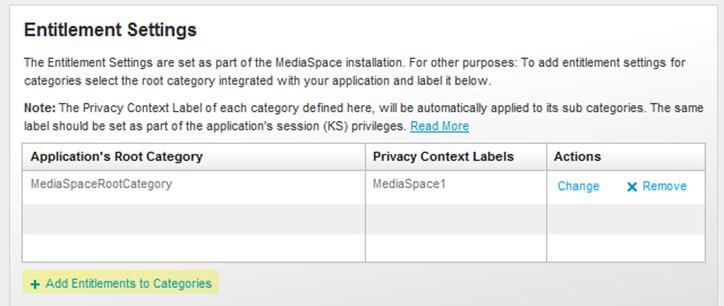 Entitlement Settings
The Entitlement Settings are set as part of the MediaSpace installation. For other purposes: To add entitlement settings for
categories select the root category integrated with your application and label it below.
Note: The Privacy Context Label of each category defined here, will be automatically applied to its sub categories. The same
label should be set as part of the application's session (KS) privileges. Read More
Application's Root Category Privacy Context Labels Actions
MediaSpaceRootCategory MediaSpace1 Change Remove
+ Add Entitlements to Categories